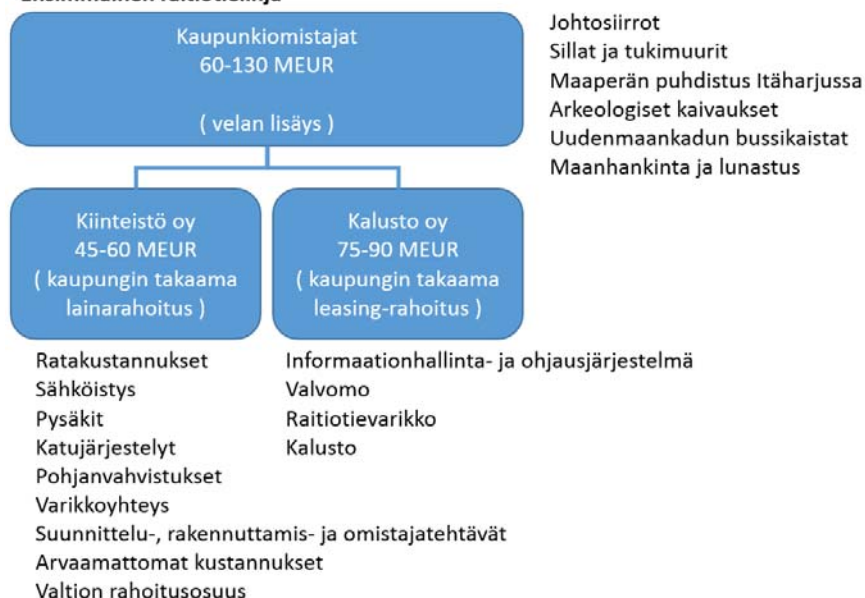 Kaupunkiomistajat
60-130 MEUR
( velan lisäys )
Johtosiirrot
Sillat ja tukimuurit
Maaperän puhdistus Itäharjussa
Arkeologiset kaivaukset
Uudenmaankadun bussikaistat
Maanhankinta ja lunastus
Kiinteistö oy
45-60 MEUR
( kaupungin takaama
lainarahoitus )
Kalusto oy
75-90 MEUR
( kaupungin takaama
leasing-rahoitus )
Ratakustannukset
Sähköistys
Pysäkit
Katujärjestelyt
Pohjanvahvistukset
Varikkoyhteys
Suunnittelu-, rakennuttamis- ja omistajatehtävät
Arvaamattomat kustannukset
Valtion rahoitusosuus
Informaationhallinta- ja ohjausjärjestelmä
Valvomo
Raitiotievarikko
Kalusto